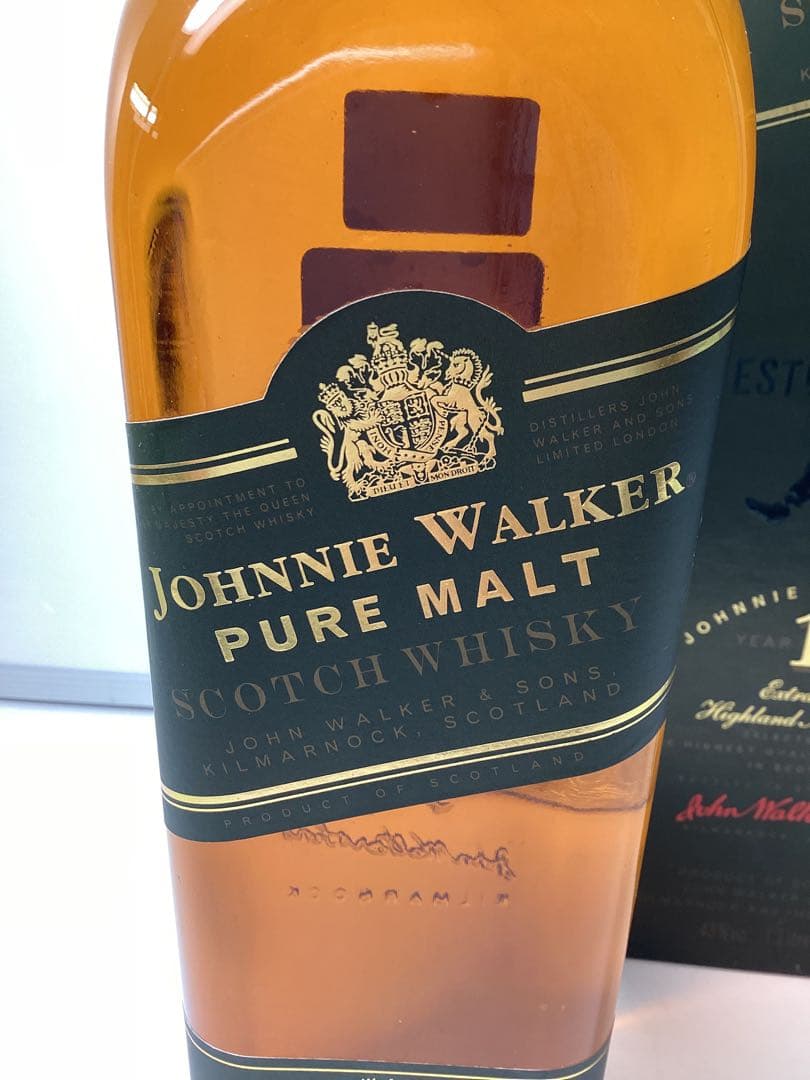 DIEU ET MON DROIT
BY APPOINTMENT TO
HER MAJESTY THE QUEEN
SCOTCH WHISKY
DISTILLERS JOHN
WALKER AND SONS
LIMITED LONDON
JOHNNIE WALKER®
PURE MALT
SCOTCH WHISKY
JOHN WALKER & SONS,
KILMARNOCK, SCOTLAND
PRODUCT OF SCOTLAND
KILMARNOCK
EST
JOHNNIE
YEAR
Highland
John Walk